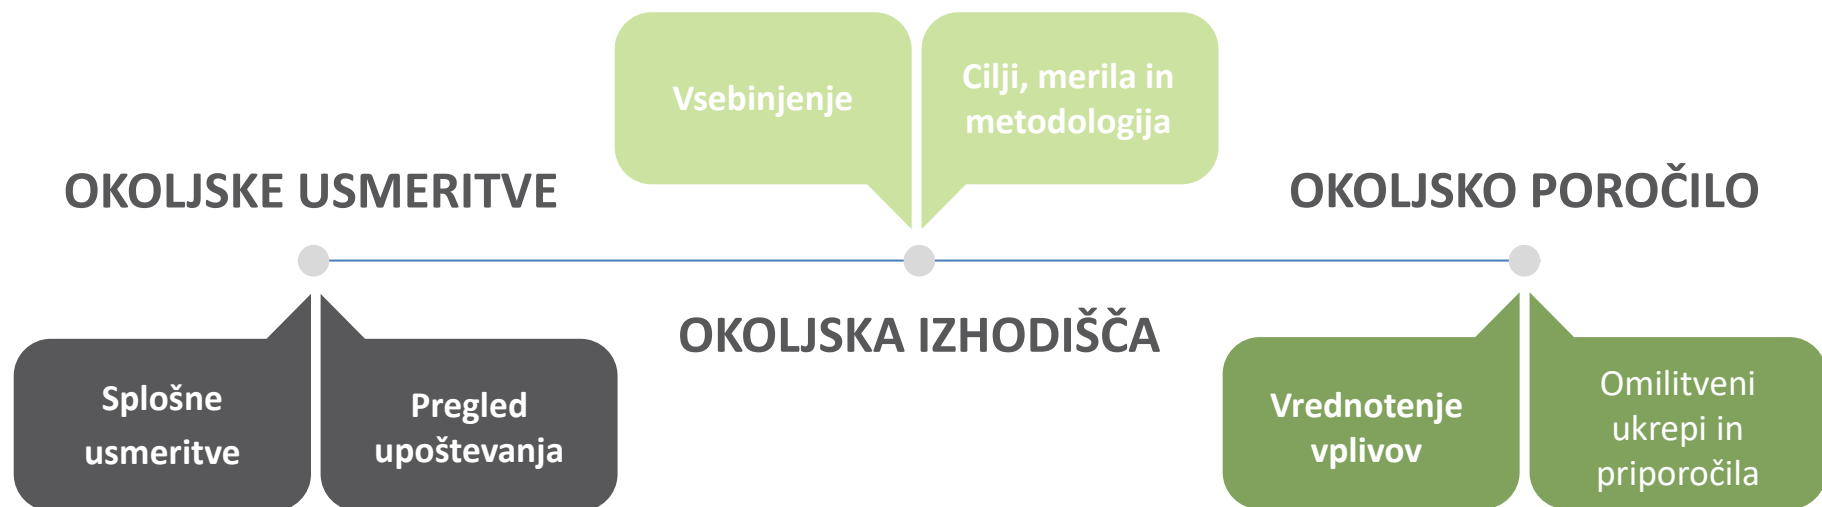 Vsebinjenje
Cilji, merila in
metodologija
OKOLJSKE USMERITVE
OKOLJSKO POROČILO
OKOLJSKA IZHODIŠČA
Splošne
usmeritve
Pregled
upoštevanja
Vrednotenje
vplivov
Omilitveni
ukrepi in
priporočila